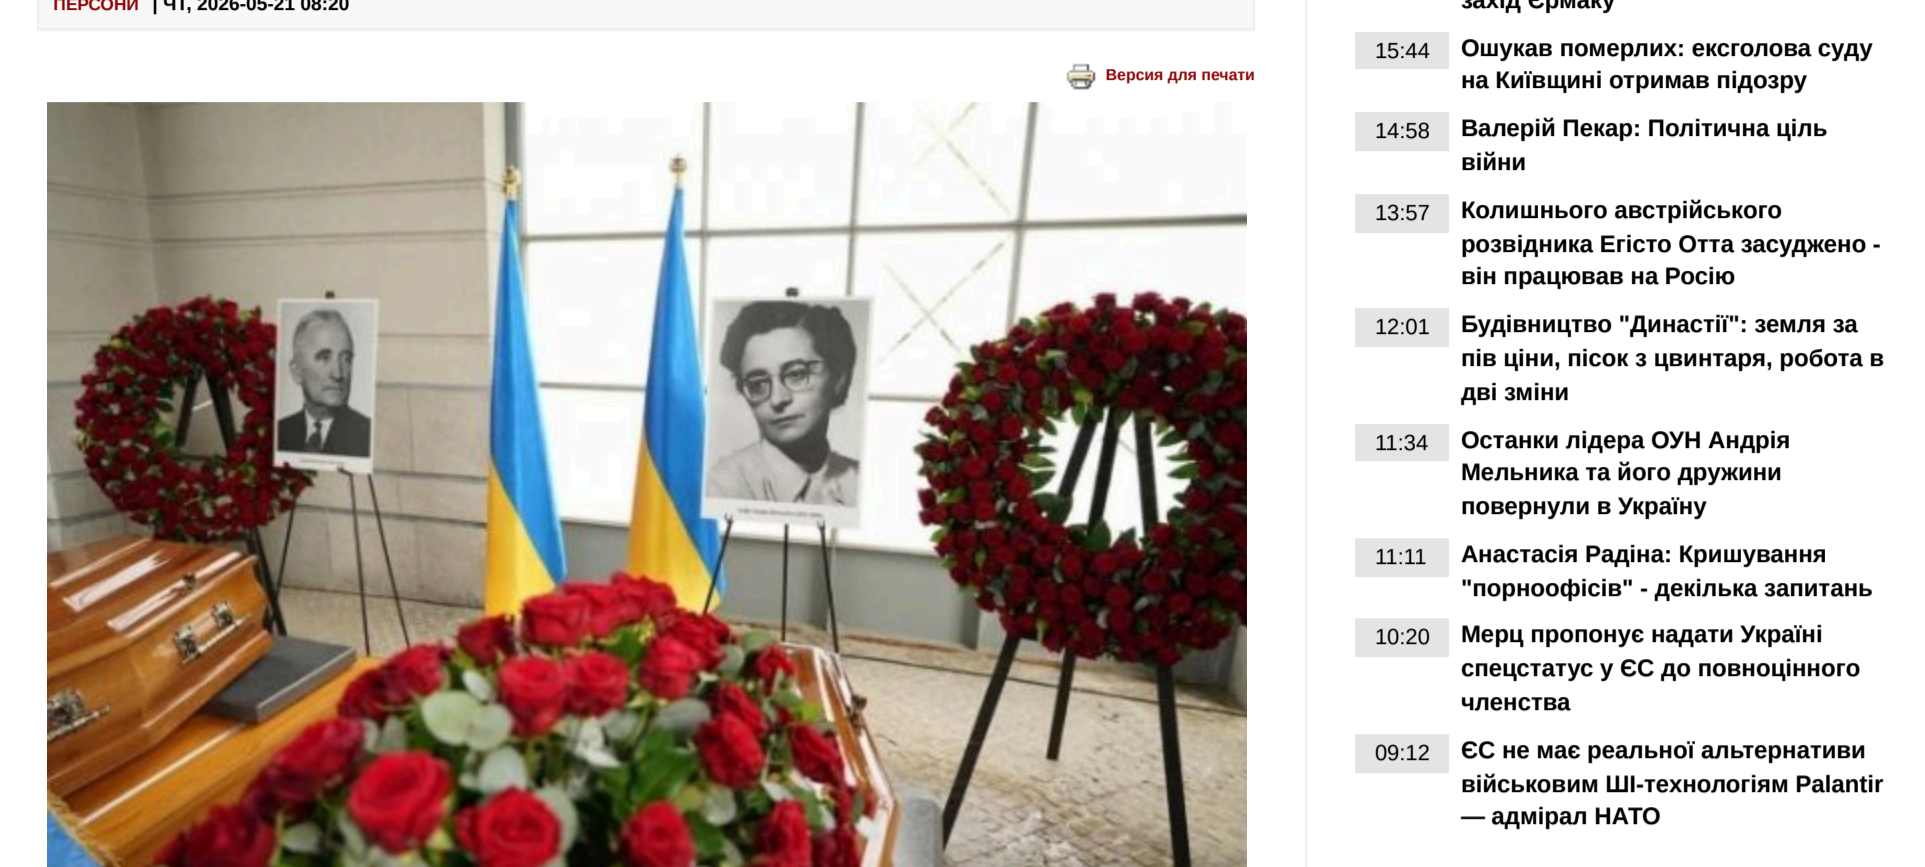 ПЕРСОНИ | ЧТ, 2026-05-21 08:20
Версия для печати
захід Єрмаку
15:44
Ошукав померлих: ексголова суду
на Київщині отримав підозру
14:58
Валерій Пекар: Політична ціль
війни
13:57
Колишнього австрійського
розвідника Егісто Отта засуджено -
він працював на Росію
12:01
Будівництво "Династії": земля за
пів ціни, пісок з цвинтаря, робота в
дві зміни
11:34
Останки лідера ОУН Андрія
Мельника та його дружини
повернули в Україну
11:11
Анастасія Радіна: Кришування
"порноофісів" - декілька запитань
10:20
Мерц пропонує надати Україні
спецстатус у ЄС до повноцінного
членства
09:12
ЄС не має реальної альтернативи
військовим ШІ-технологіям Palantir
— адмірал НАТО